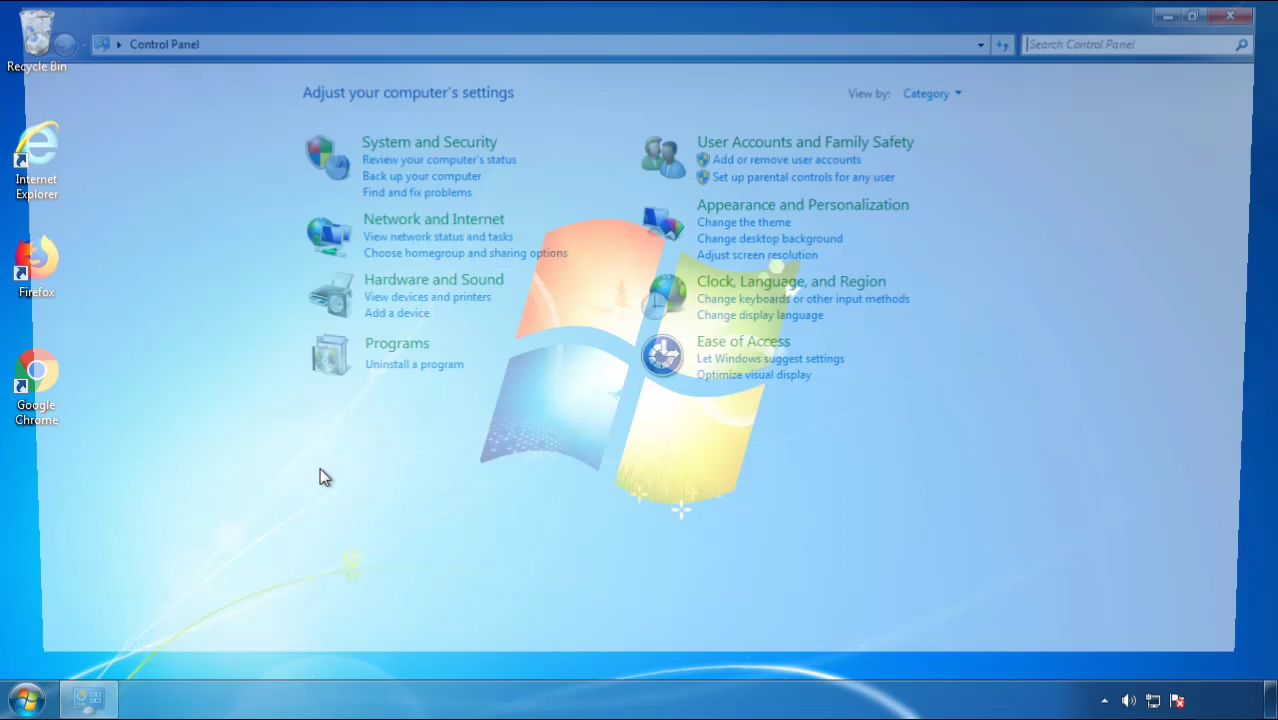 Recycle Bin
Internet
Explorer
Firefox
Google
Chrome
Control Panel
Search Control Panel
Adjust your computer's settings
View by: Category
System and Security
Review your computer's status
Back up your computer
Find and fix problems
Network and Internet
View network status and tasks
Choose homegroup and sharing options
Hardware and Sound
View devices and printers
Add a device
Programs
Uninstall a program
User Accounts and Family Safety
Add or remove user accounts
Set up parental controls for any user
Appearance and Personalization
Change the theme
Change desktop background
Adjust screen resolution
Clock, Language, and Region
Change keyboards or other input methods
Change display language
Ease of Access
Let Windows suggest settings
Optimize visual display